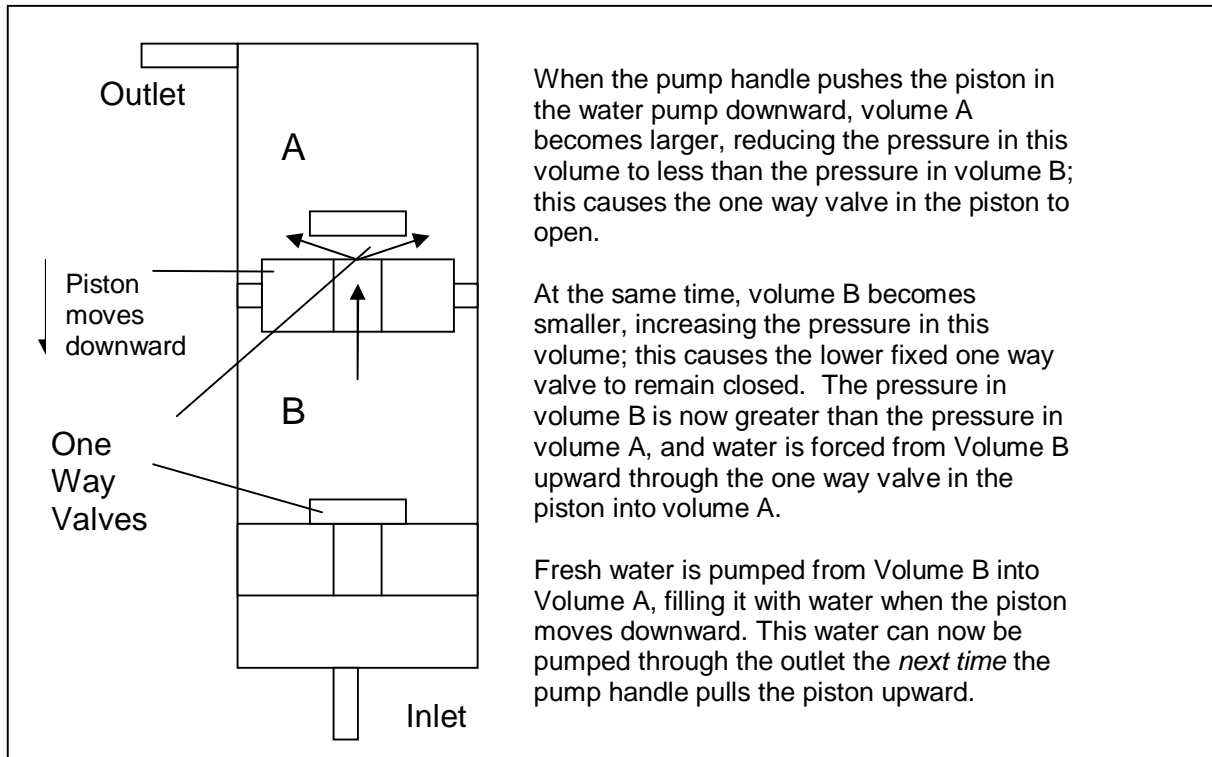 Outlet
A
Piston
moves
downward
B
One
Way
Valves
Inlet
When the pump handle pushes the piston in
the water pump downward, volume A
becomes larger, reducing the pressure in this
volume to less than the pressure in volume B;
this causes the one way valve in the piston to
open.
At the same time, volume B becomes
smaller, increasing the pressure in this
volume; this causes the lower fixed one way
valve to remain closed.  The pressure in
volume B is now greater than the pressure in
volume A, and water is forced from Volume B
upward through the one way valve in the
piston into volume A.
Fresh water is pumped from Volume B into
Volume A, filling it with water when the piston
moves downward. This water can now be
pumped through the outlet the next time the
pump handle pulls the piston upward.